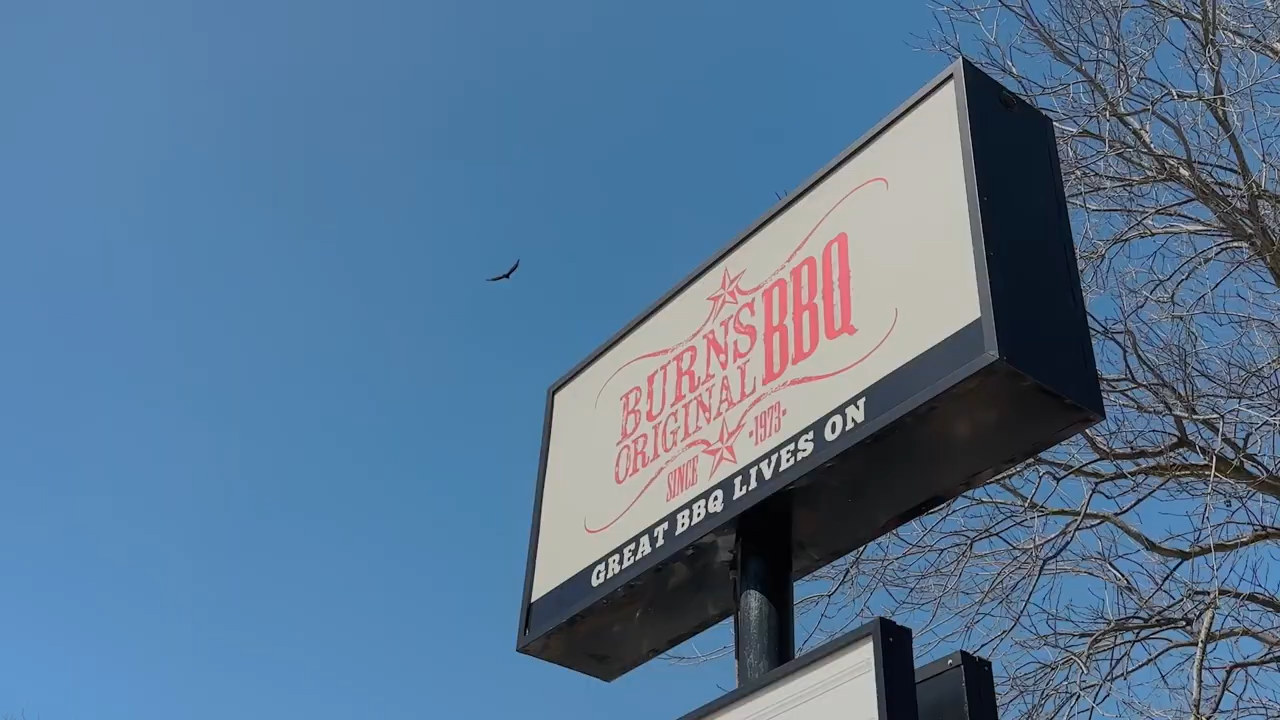 BURNS
ORIGINAL
BBQ
SINCE ·1973·
GREAT BBQ LIVES ON